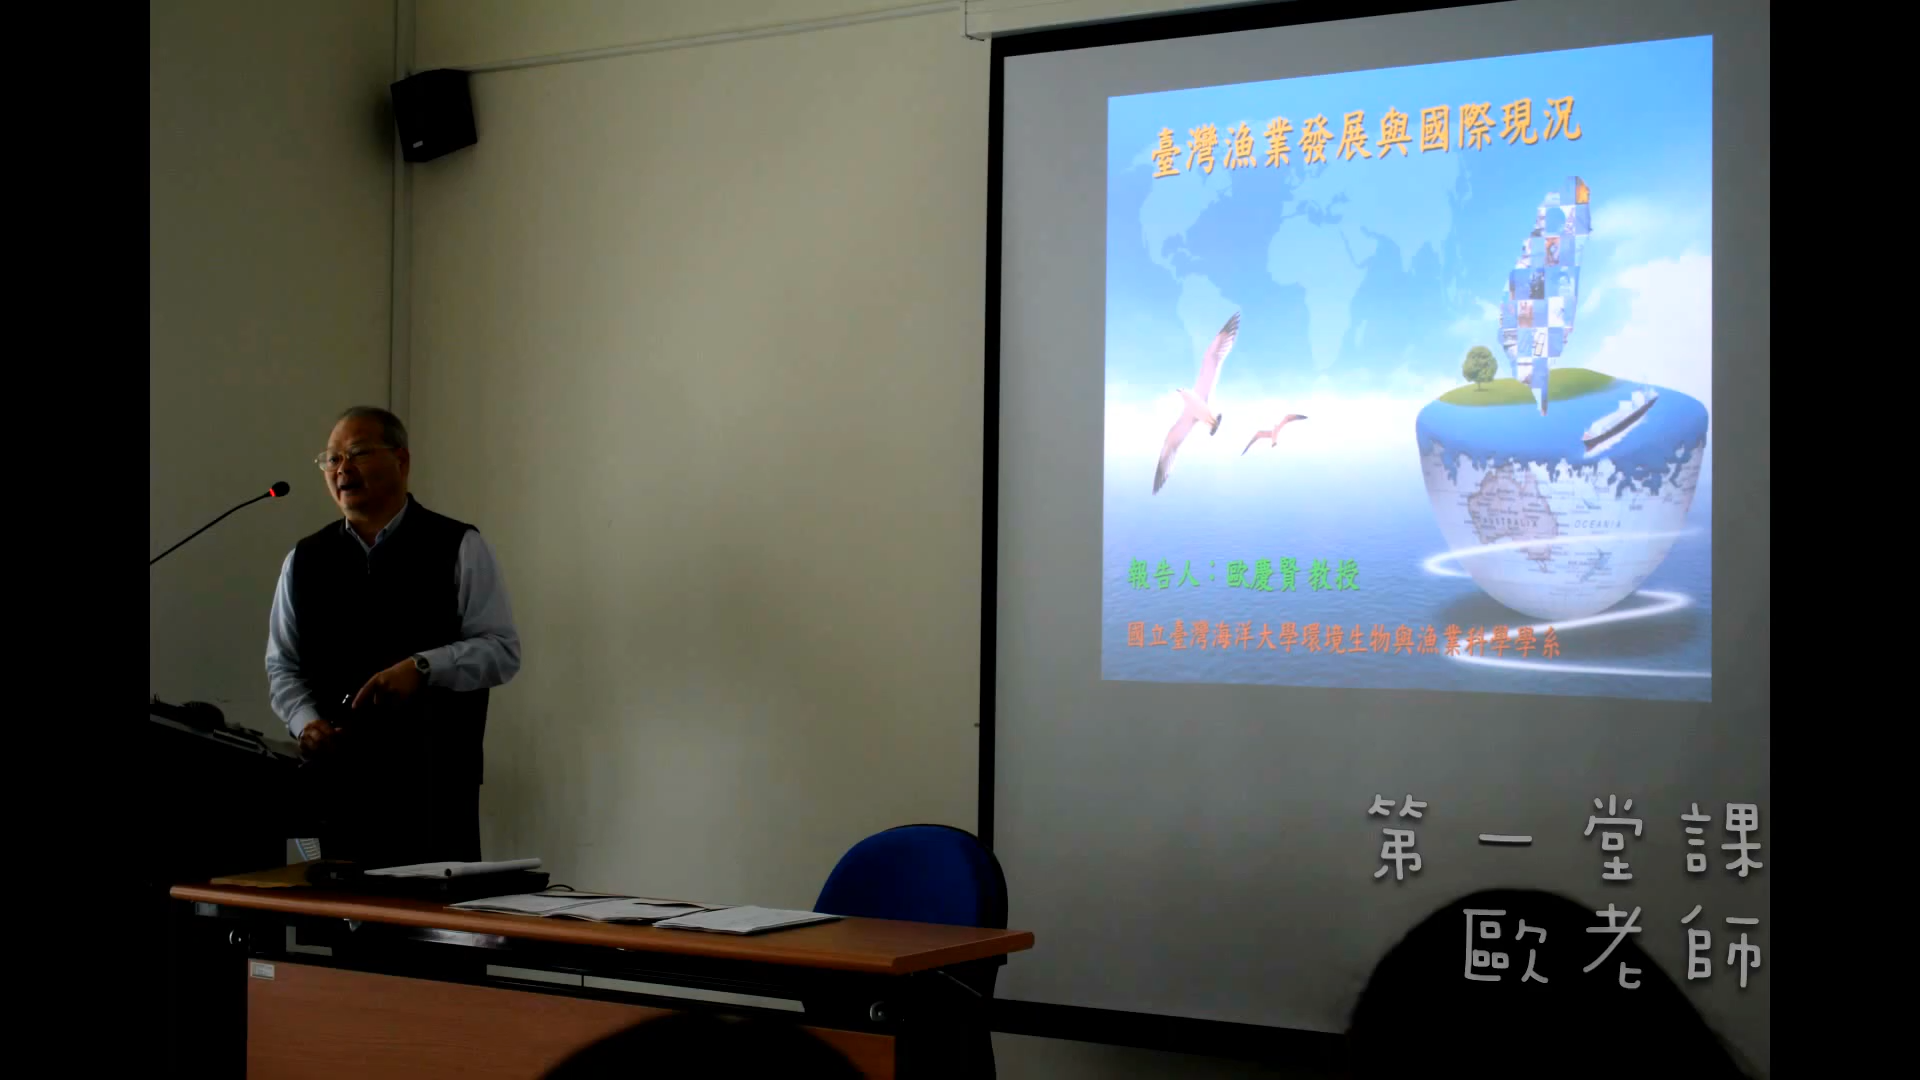 臺灣漁業發展與國際現況
AUSTRALIA
OCEANIA
報告人：歐慶賢 教授
國立臺灣海洋大學環境生物與漁業科學學系
第一堂課
歐老師